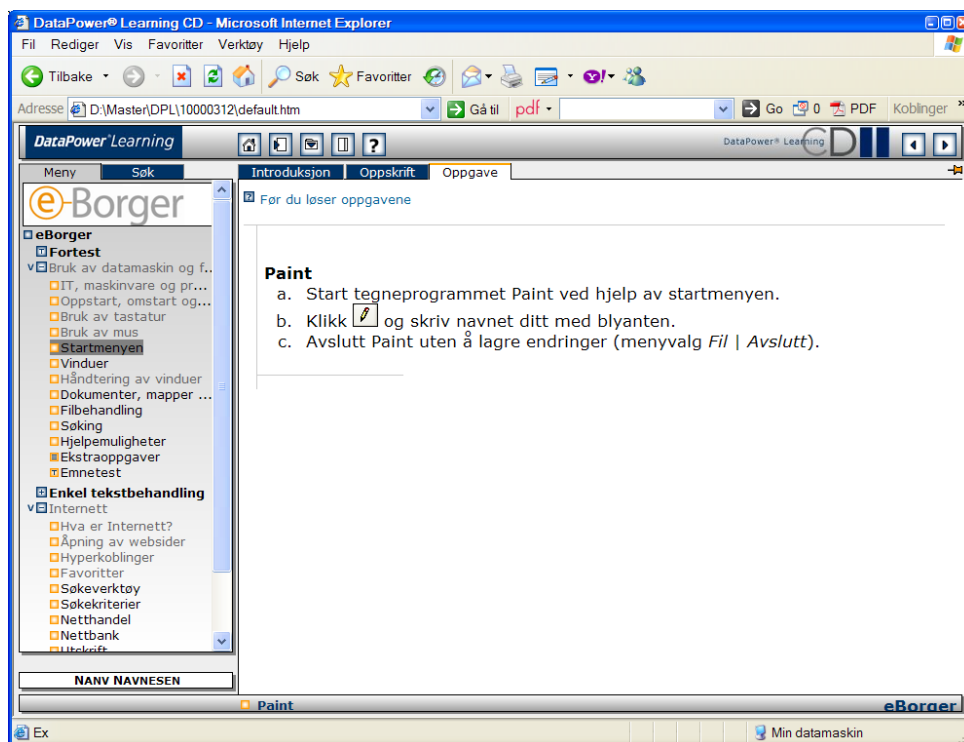 DataPower® Learning CD - Microsoft Internet Explorer
Fil Rediger Vis Favoritter Verktøy Hjelp
Tilbake Søk Favoritter
Adresse D:\Master\DPL\10000312\default.htm Gå til pdf Go 0 PDF Koblinger »
DataPower°Learning ? DataPower® Learning CD
Meny Søk Introduksjon Oppskrift Oppgave
e-Borger
? Før du løser oppgavene
eBorger
Fortest
Bruk av datamaskin og f..
IT, maskinvare og pr...
Oppstart, omstart og...
Bruk av tastatur
Bruk av mus
Startmenyen
Vinduer
Håndtering av vinduer
Dokumenter, mapper ...
Filbehandling
Søking
Hjelpemuligheter
Ekstraoppgaver
Emnetest
Enkel tekstbehandling
Internett
Hva er Internett?
Åpning av websider
Hyperkoblinger
Favoritter
Søkeverktøy
Søkekriterier
Netthandel
Nettbank
Utskrift
NANV NAVNESEN
Paint
a. Start tegneprogrammet Paint ved hjelp av startmenyen.
b. Klikk og skriv navnet ditt med blyanten.
c. Avslutt Paint uten å lagre endringer (menyvalg Fil | Avslutt).
Paint eBorger
Ex Min datamaskin